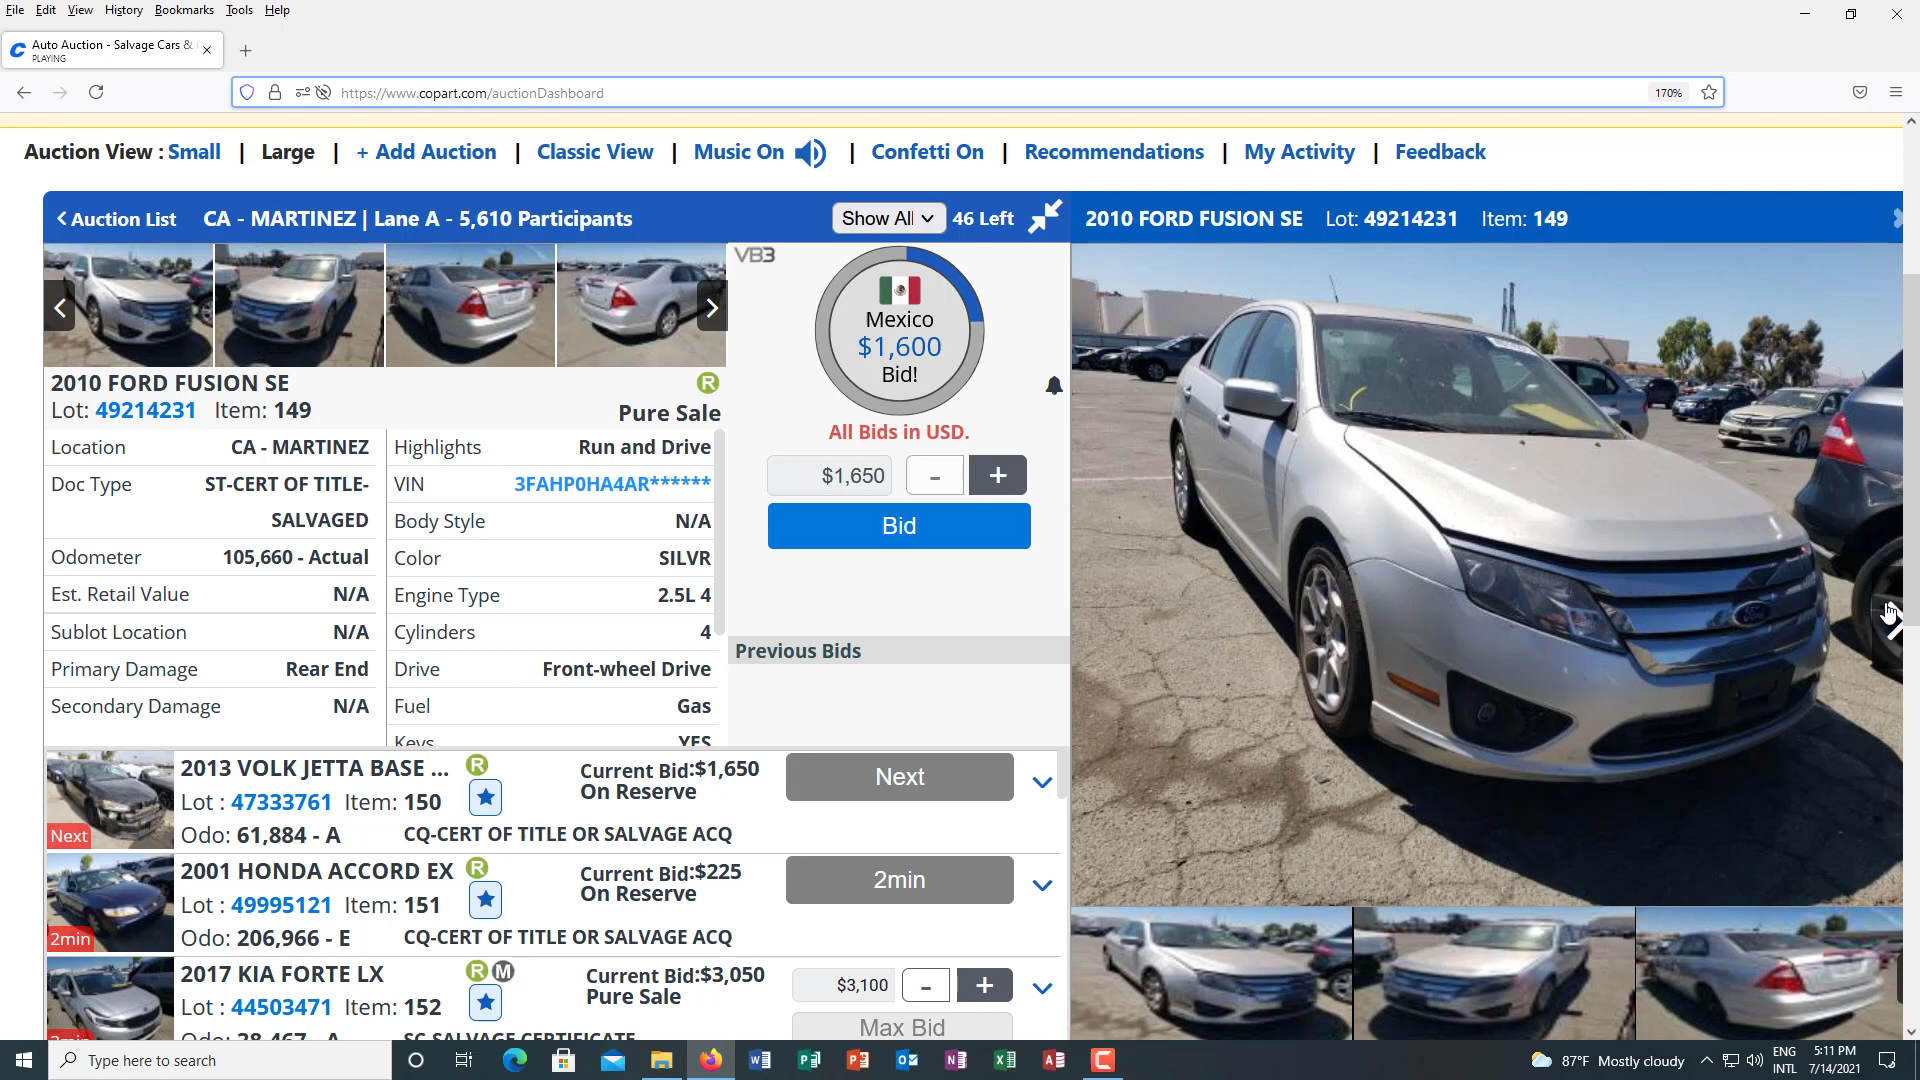 File Edit View History Bookmarks Tools Help
Auto Auction - Salvage Cars &
PLAYING
https://www.copart.com/auctionDashboard 170%
Auction View : Small | Large | + Add Auction | Classic View | Music On | Confetti On | Recommendations | My Activity | Feedback
Auction List CA - MARTINEZ | Lane A - 5,610 Participants Show All 46 Left
2010 FORD FUSION SE Lot: 49214231 Item: 149
VB3
Mexico
$1,600
Bid!
All Bids in USD.
$1,650 - +
Bid
Previous Bids
2010 FORD FUSION SE R
Lot: 49214231 Item: 149 Pure Sale
Location CA - MARTINEZ
Doc Type ST-CERT OF TITLE-
SALVAGED
Odometer 105,660 - Actual
Est. Retail Value N/A
Sublot Location N/A
Primary Damage Rear End
Secondary Damage N/A
Highlights Run and Drive
VIN 3FAHP0HA4AR******
Body Style N/A
Color SILVR
Engine Type 2.5L 4
Cylinders 4
Drive Front-wheel Drive
Fuel Gas
Keys YES
2013 VOLK JETTA BASE ... R
Lot : 47333761 Item: 150
Odo: 61,884 - A CQ-CERT OF TITLE OR SALVAGE ACQ
Current Bid:$1,650
On Reserve
Next
Next
2001 HONDA ACCORD EX R
Lot : 49995121 Item: 151
Odo: 206,966 - E CQ-CERT OF TITLE OR SALVAGE ACQ
Current Bid:$225
On Reserve
2min
2min
2017 KIA FORTE LX R M
Lot : 44503471 Item: 152
Odo: 38,467 - A SC-SALVAGE CERTIFICATE
Current Bid:$3,050
Pure Sale
$3,100 - +
Max Bid
Type here to search
87°F Mostly cloudy
ENG
INTL
5:11 PM
7/14/2021